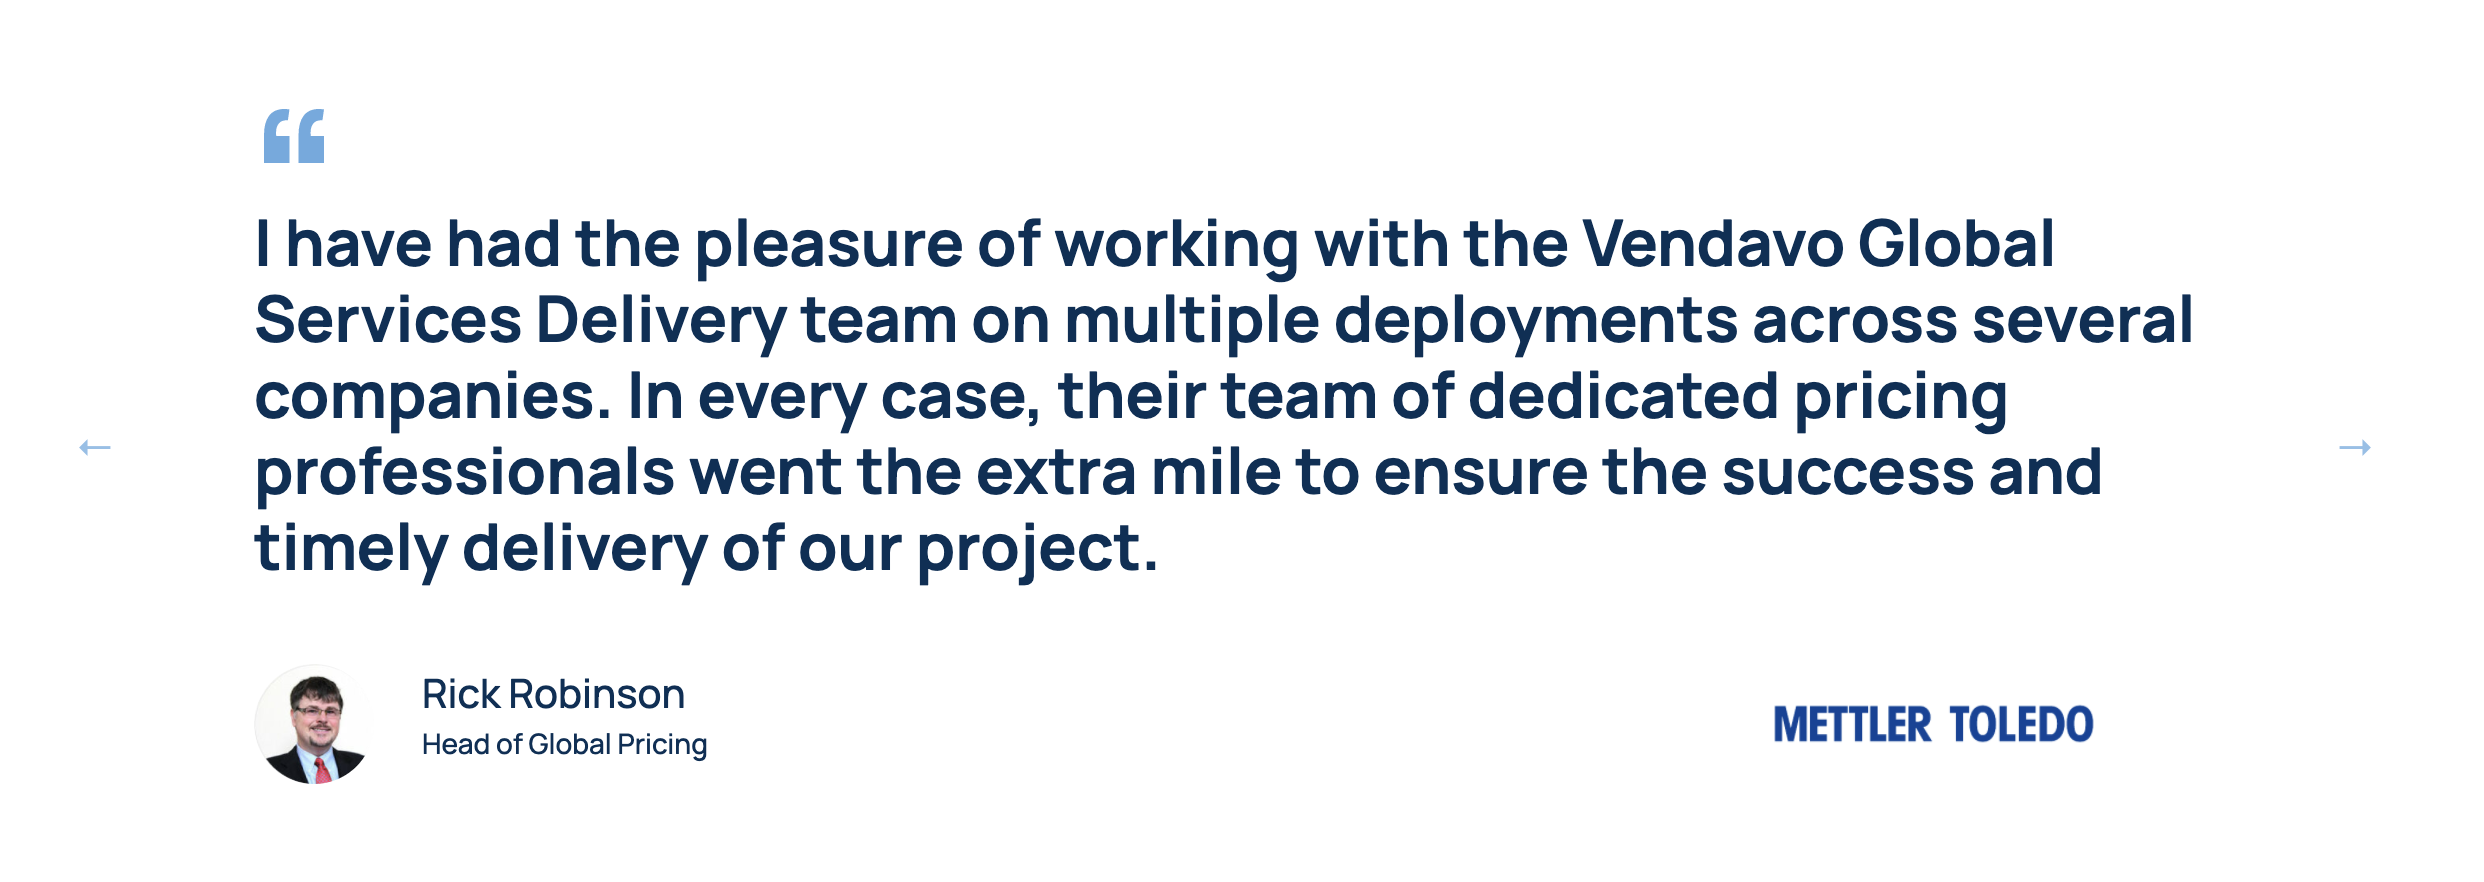 “
I have had the pleasure of working with the Vendavo Global
Services Delivery team on multiple deployments across several
companies. In every case, their team of dedicated pricing
professionals went the extra mile to ensure the success and
timely delivery of our project.
Rick Robinson
Head of Global Pricing
METTLER TOLEDO